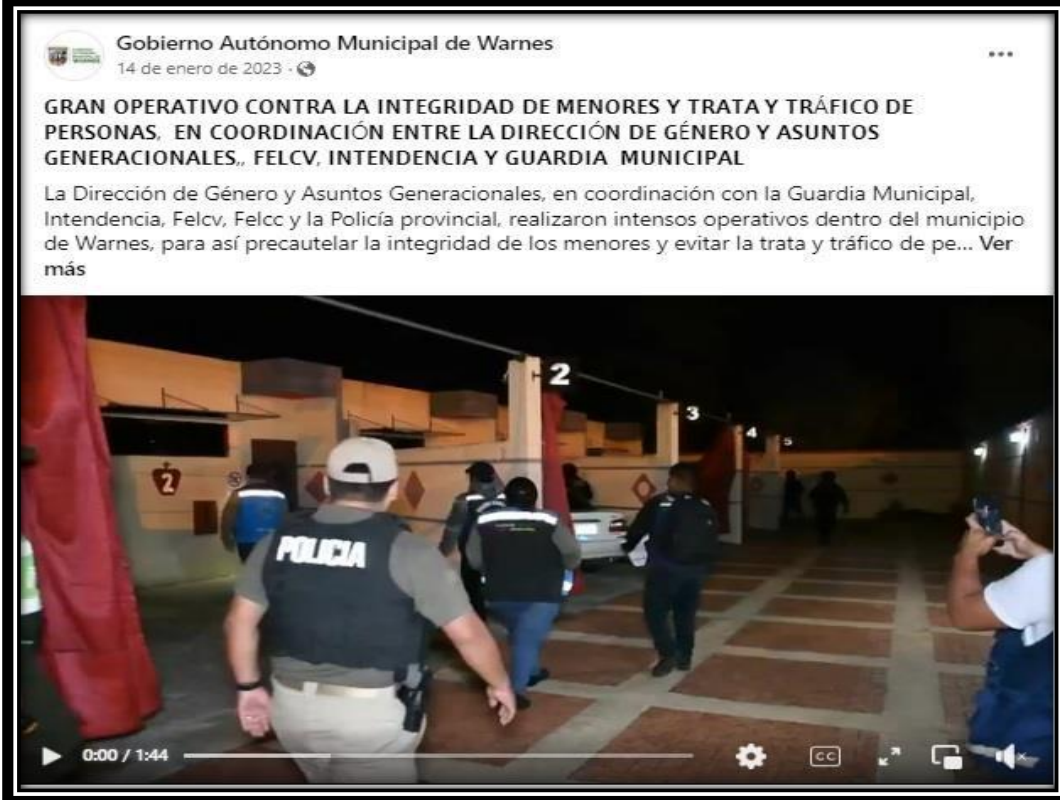 Gobierno Autónomo Municipal de Warnes
14 de enero de 2023 ·
GRAN OPERATIVO CONTRA LA INTEGRIDAD DE MENORES Y TRATA Y TRÁFICO DE
PERSONAS, EN COORDINACIÓN ENTRE LA DIRECCIÓN DE GÉNERO Y ASUNTOS
GENERACIONALES,, FELCV, INTENDENCIA Y GUARDIA MUNICIPAL
La Dirección de Género y Asuntos Generacionales, en coordinación con la Guardia Municipal,
Intendencia, Felcv, Felcc y la Policía provincial, realizaron intensos operativos dentro del municipio
de Warnes, para así precautelar la integridad de los menores y evitar la trata y tráfico de pe... Ver
más
2
3
4
5
2
POLICIA
0:00 / 1:44
CC